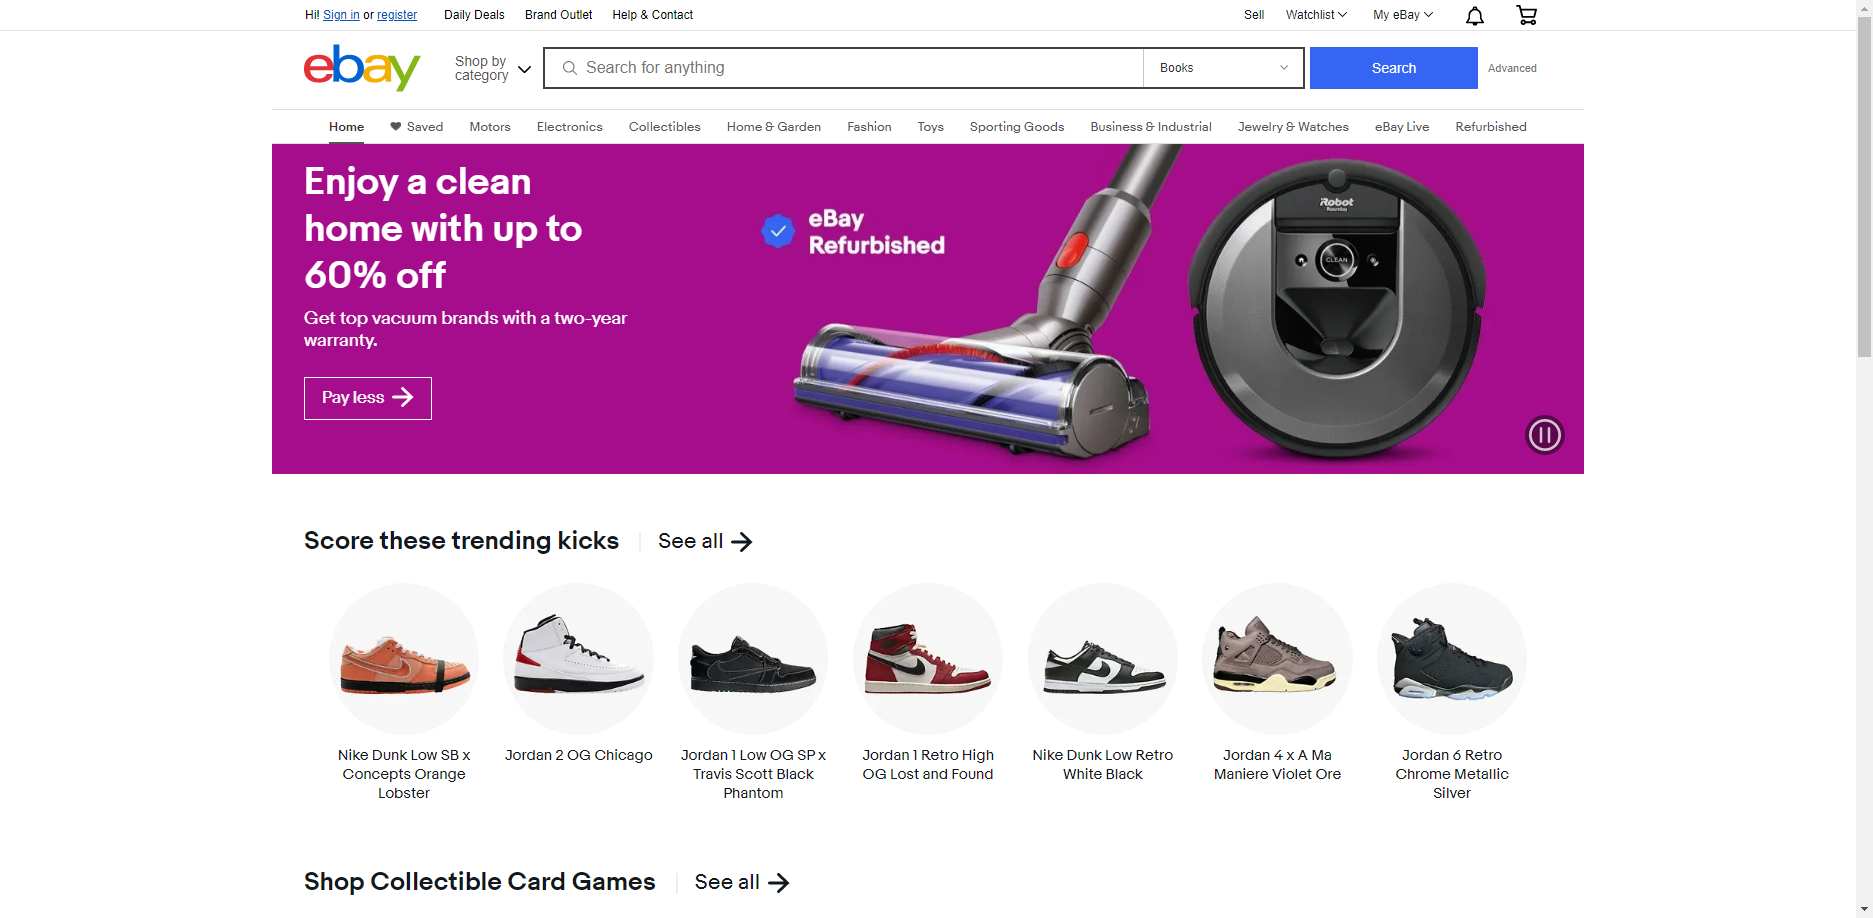 Hi! Sign in or register
Daily Deals
Brand Outlet
Help & Contact
Sell
Watchlist
My eBay
ebay
Shop by
category
Search for anything
Books
Search
Advanced
Home
Saved
Motors
Electronics
Collectibles
Home & Garden
Fashion
Toys
Sporting Goods
Business & Industrial
Jewelry & Watches
eBay Live
Refurbished
Enjoy a clean
home with up to
60% off
Get top vacuum brands with a two-year
warranty.
Pay less
eBay
Refurbished
iRobot
Roomba
CLEAN
Score these trending kicks
See all
Nike Dunk Low SB x
Concepts Orange
Lobster
Jordan 2 OG Chicago
Jordan 1 Low OG SP x
Travis Scott Black
Phantom
Jordan 1 Retro High
OG Lost and Found
Nike Dunk Low Retro
White Black
Jordan 4 x A Ma
Maniere Violet Ore
Jordan 6 Retro
Chrome Metallic
Silver
Shop Collectible Card Games
See all